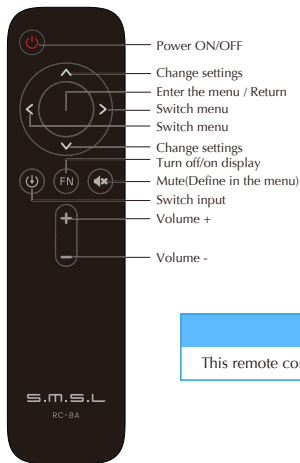 Power ON/OFF
Change settings
Enter the menu / Return
Switch menu
Switch menu
Change settings
Turn off/on display
FN
Mute(Define in the menu)
Switch input
Volume +
Volume -
This remote
S.M.S.L
RC-8A